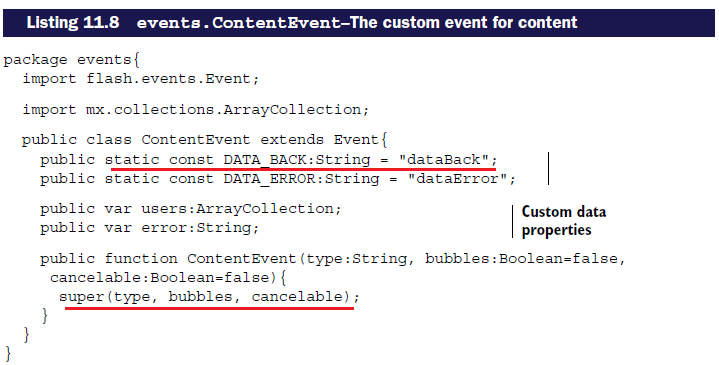 Listing 11.8 events.ContentEvent–The custom event for content
package events{
import flash.events.Event;
import mx.collections.ArrayCollection;
public class ContentEvent extends Event{
public static const DATA_BACK:String = "dataBack";
public static const DATA_ERROR:String = "dataError";
public var users:ArrayCollection;
public var error:String;
Custom data
properties
public function ContentEvent(type:String, bubbles:Boolean=false,
cancelable:Boolean=false){
super(type, bubbles, cancelable);
}
}
}